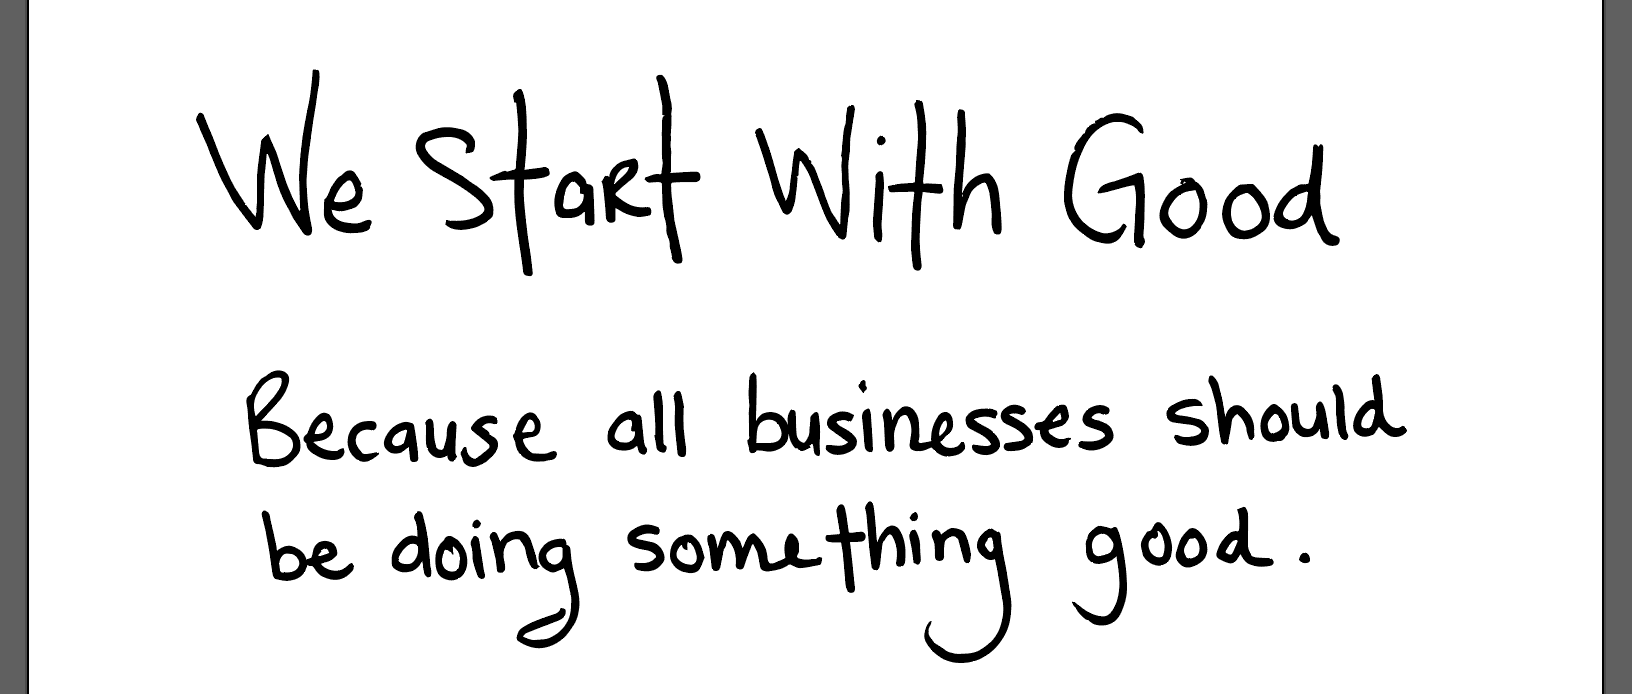 We Start With Good
Because all businesses should
be doing something good.